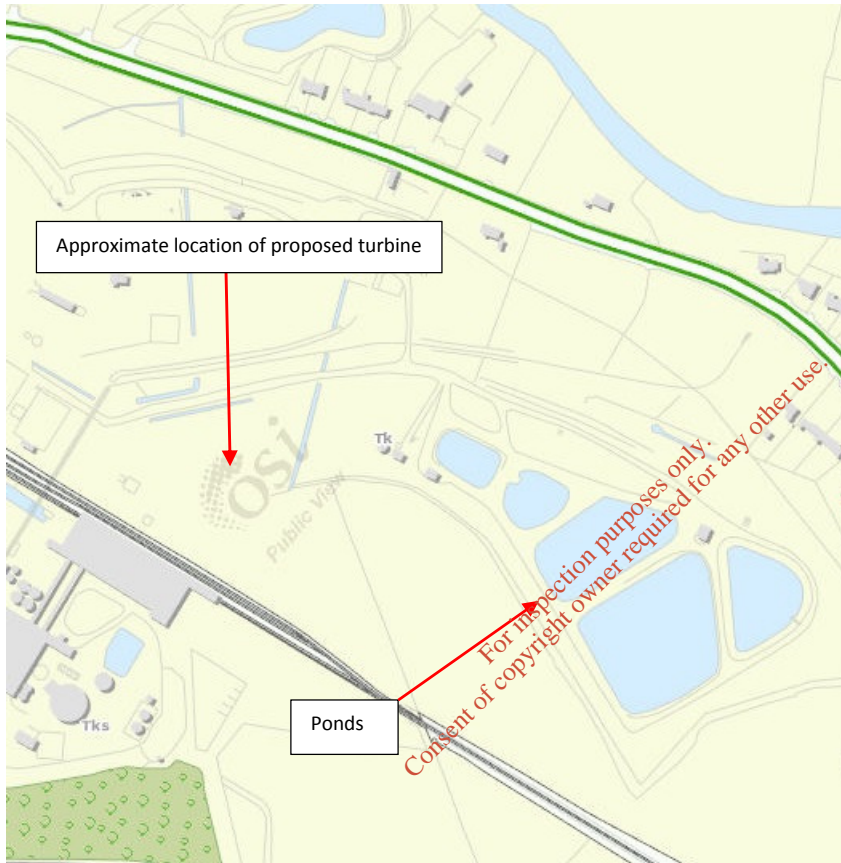 Approximate location of proposed turbine
Tk
osi
Public View
For inspection purposes only.
Consent of copyright owner required for any other use.
Ponds
Tks